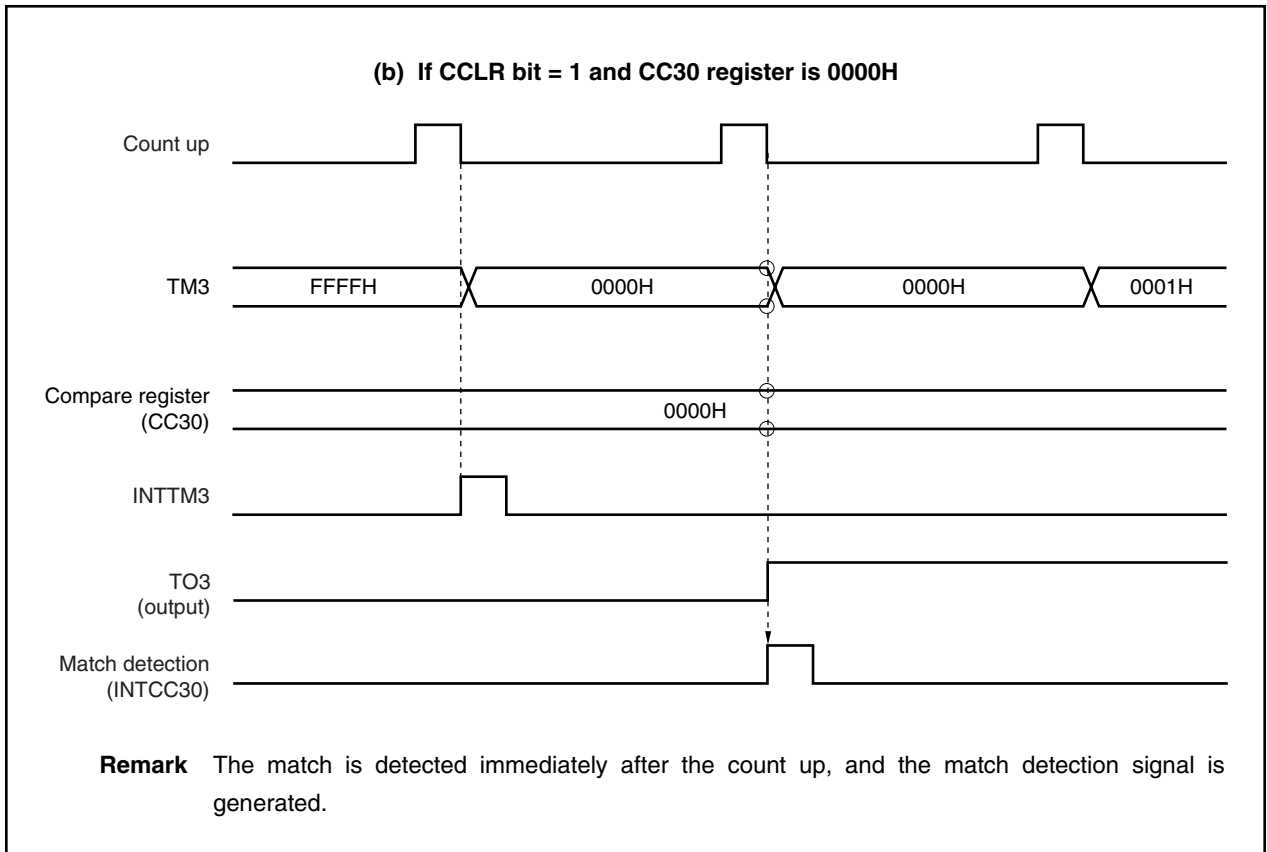 (b) If CCLR bit = 1 and CC30 register is 0000H
Count up
TM3
FFFFH
0000H
0000H
0001H
Compare register
(CC30)
0000H
INTTM3
TO3
(output)
Match detection
(INTCC30)
Remark The match is detected immediately after the count up, and the match detection signal is
generated.